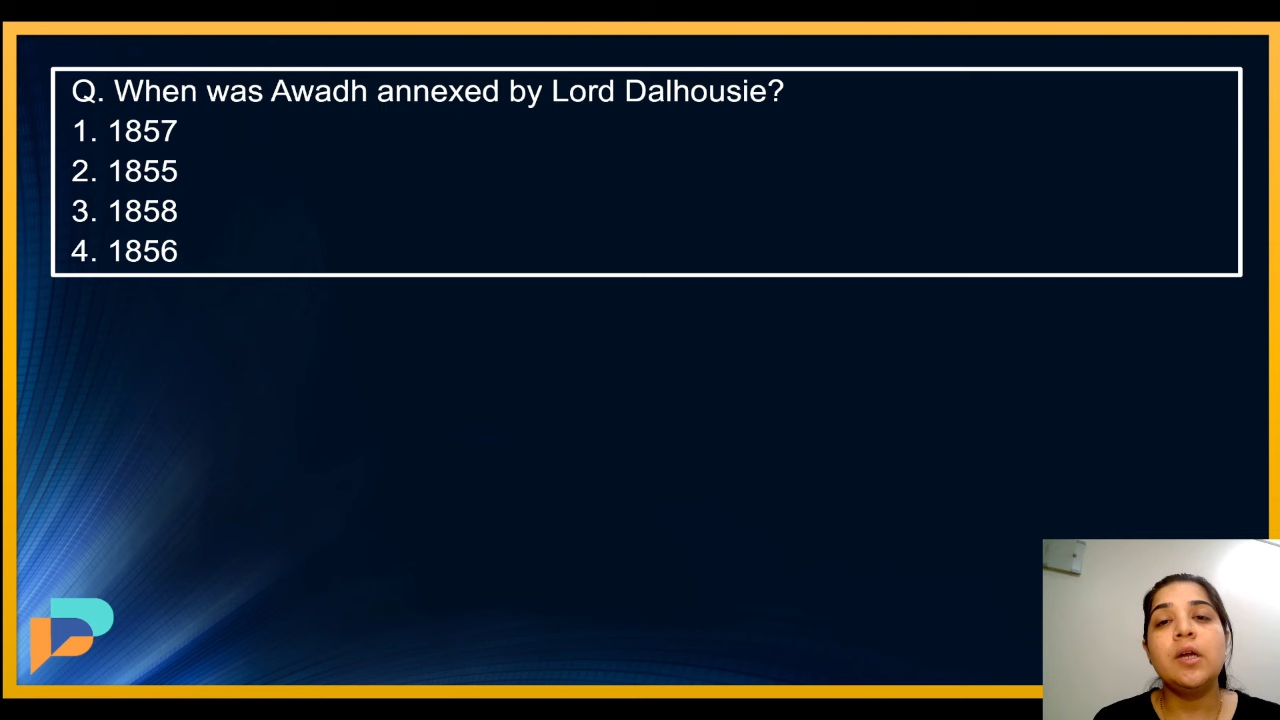 Q. When was Awadh annexed by Lord Dalhousie?
1. 1857
2. 1855
3. 1858
4. 1856